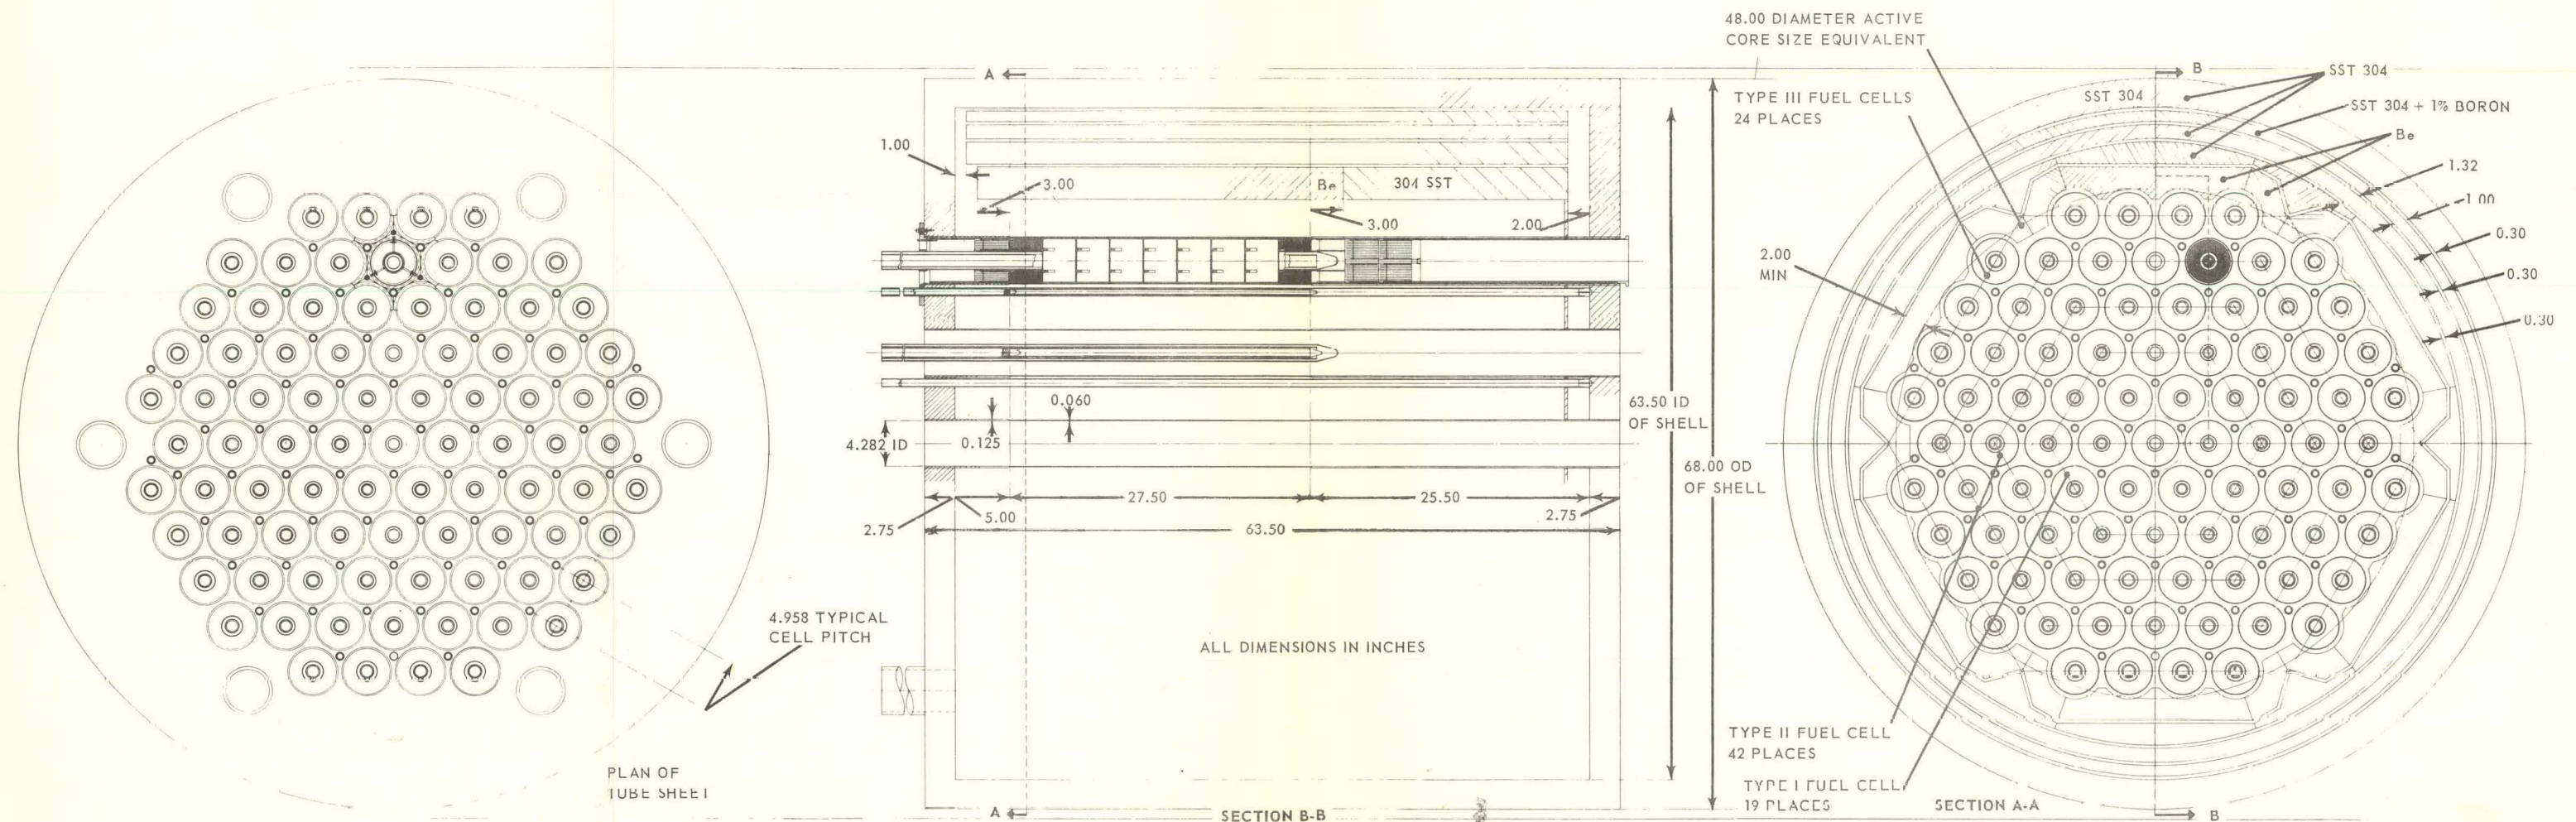 4.958 TYPICAL
CELL PITCH
PLAN OF
TUBE SHEET
A
1.00
3.00
Be
304 SST
3.00
2.00
0.060
0.125
4.282 ID
63.50 ID
OF SHELL
68.00 OD
OF SHELL
27.50
25.50
2.75
5.00
2.75
63.50
ALL DIMENSIONS IN INCHES
A
SECTION B-B
48.00 DIAMETER ACTIVE
CORE SIZE EQUIVALENT
TYPE III FUEL CELLS
24 PLACES
B
SST 304
SST 304
SST 304 + 1% BORON
Be
1.32
1.00
0.30
0.30
0.30
2.00
MIN
TYPE II FUEL CELL
42 PLACES
TYPE I FUEL CELL
19 PLACES
SECTION A-A
B